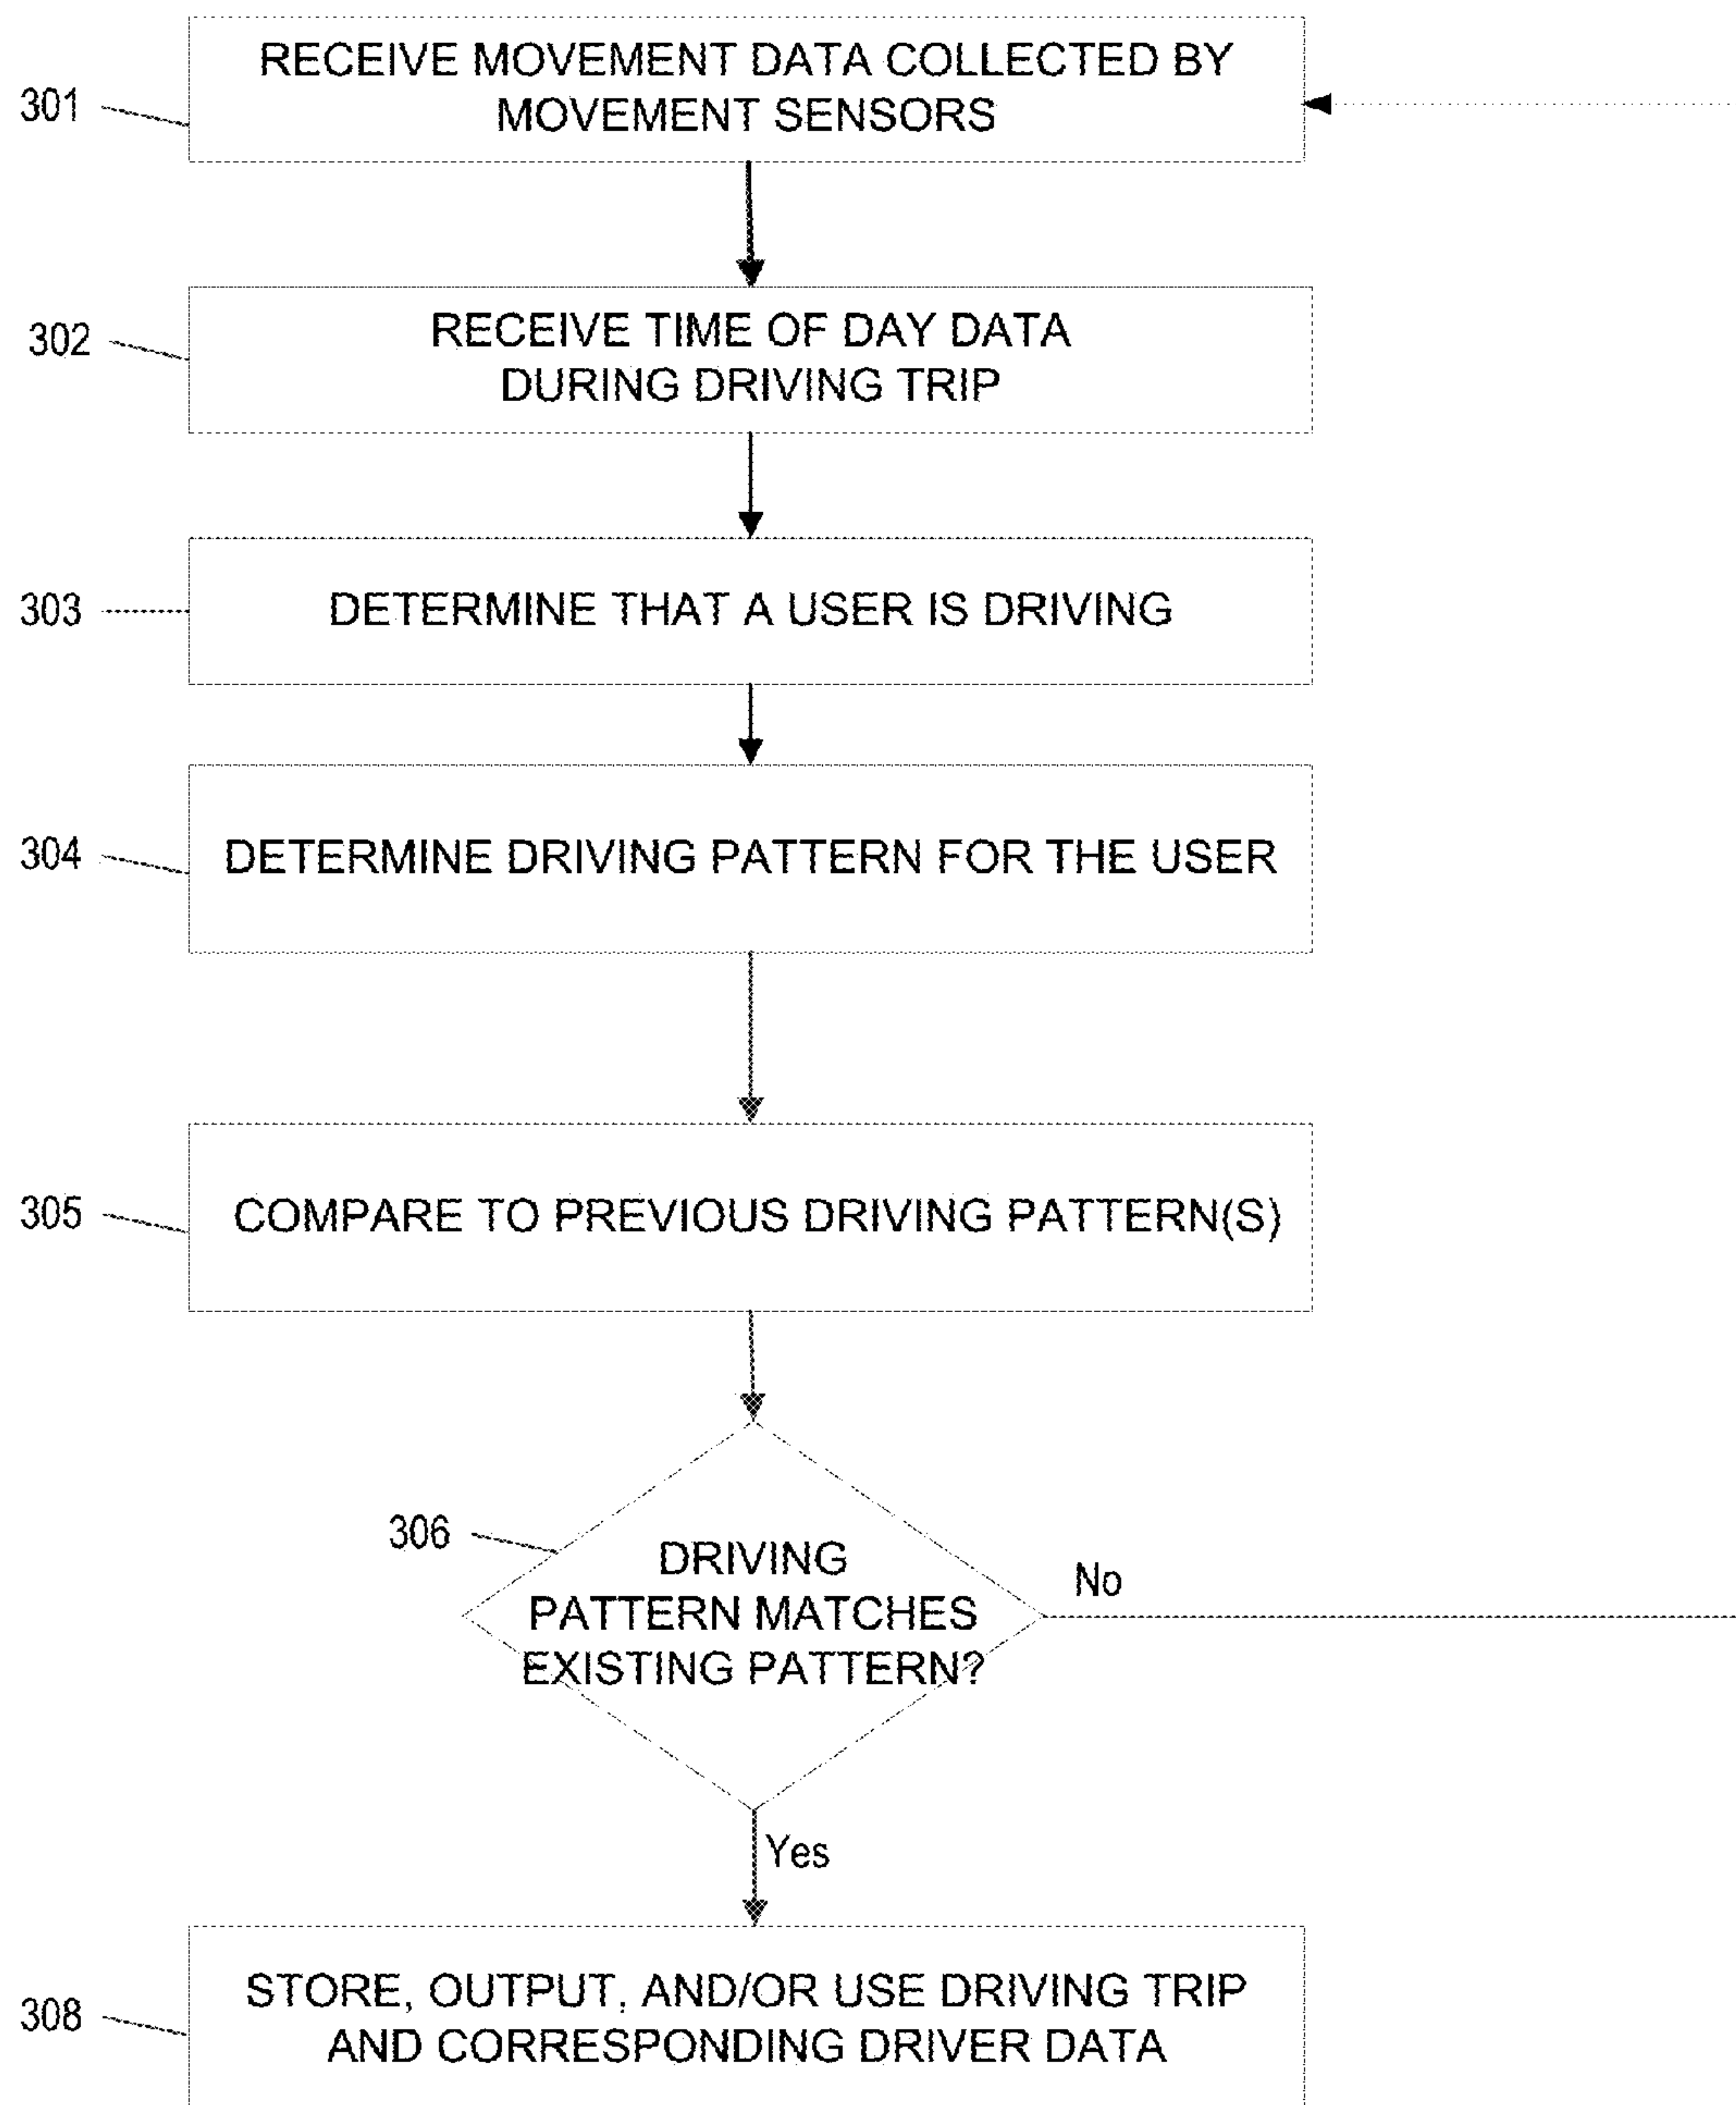 301
RECEIVE MOVEMENT DATA COLLECTED BY
MOVEMENT SENSORS
302
RECEIVE TIME OF DAY DATA
DURING DRIVING TRIP
303
DETERMINE THAT A USER IS DRIVING
304
DETERMINE DRIVING PATTERN FOR THE USER
305
COMPARE TO PREVIOUS DRIVING PATTERN(S)
306
DRIVING
PATTERN MATCHES
EXISTING PATTERN?
No
Yes
308
STORE, OUTPUT, AND/OR USE DRIVING TRIP
AND CORRESPONDING DRIVER DATA